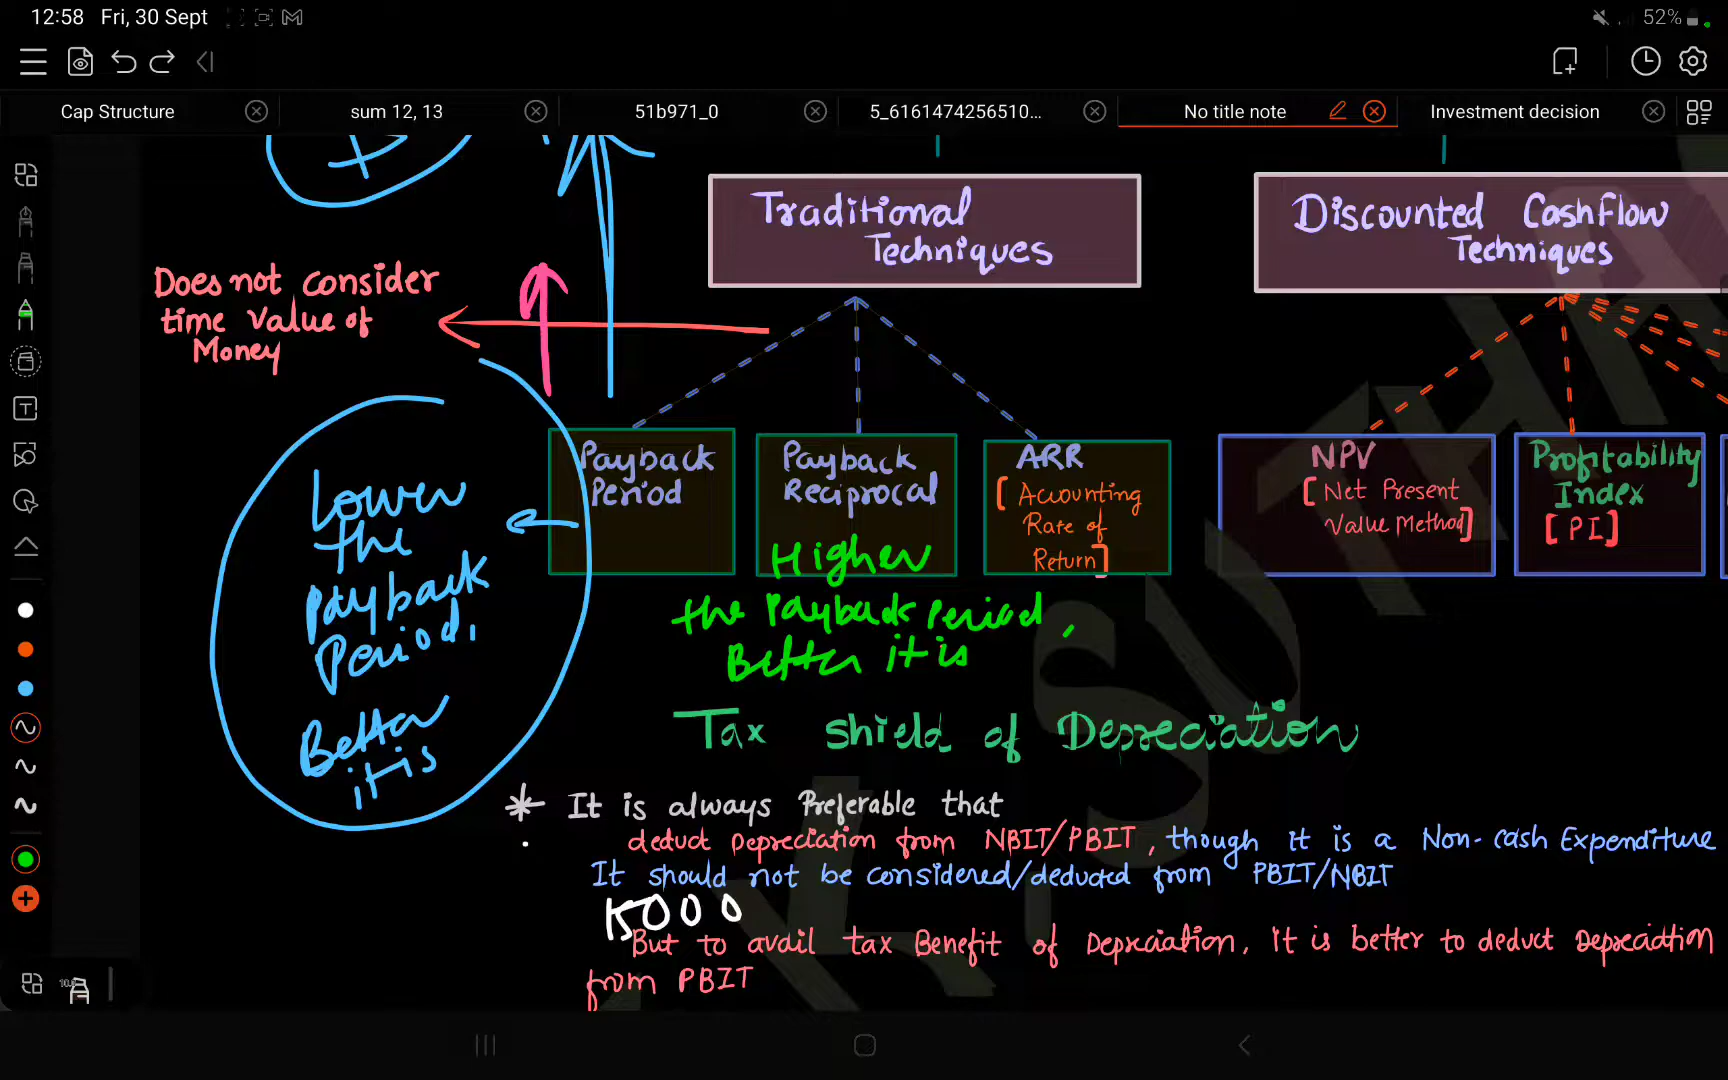 12:58 Fri, 30 Sept
52%
Cap Structure
sum 12, 13
51b971_0
5_6161474256510...
No title note
Investment decision
Traditional
Techniques
Discounted Cashflow
Techniques
Does not consider
time value of
Money
Payback
Period
Payback
Reciprocal
ARR
[ Accounting
Rate of
Return]
NPV
[ Net Present
Value Method]
Profitability
Index
[ PI ]
Lower
the
Payback
Period,
Better
it is
Higher
the Payback Period,
Better it is
Tax shield of Depreciation
* It is always Preferable that
deduct Depreciation from NBIT/PBIT, though it is a Non-cash Expenditure
It should not be considered/deducted from PBIT/NBIT
15000
But to avail tax Benefit of Depreciation, it is better to deduct Depreciation
from PBIT